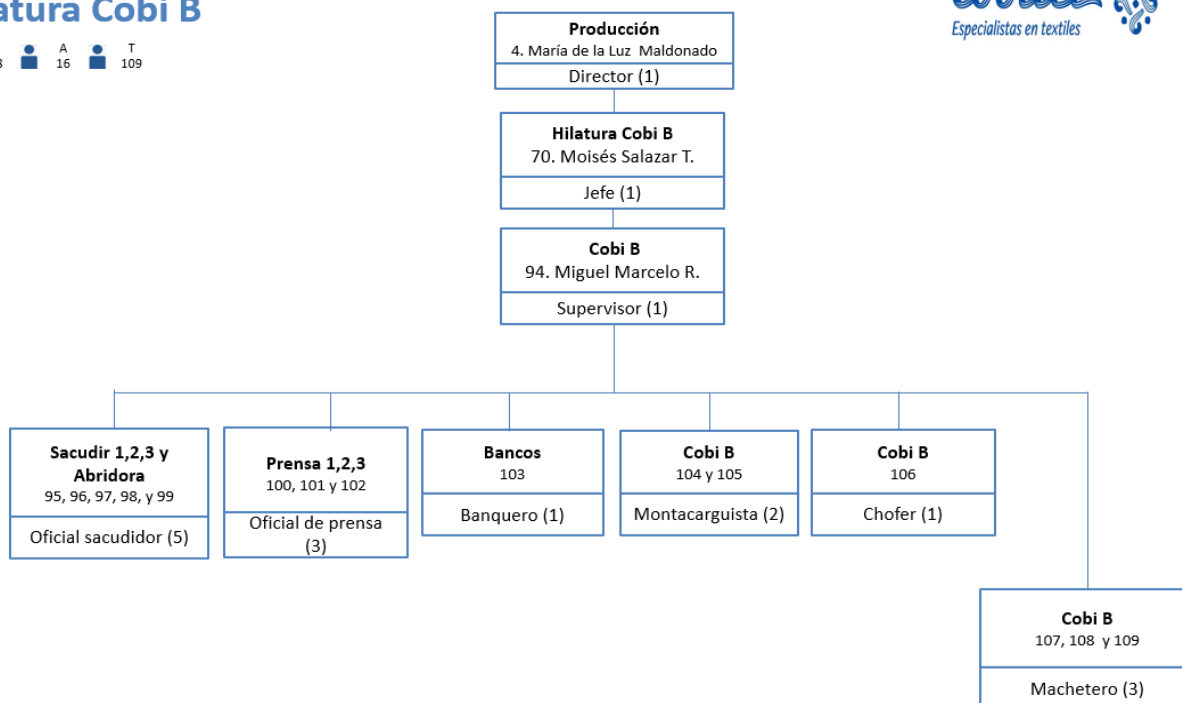 atura Cobi B
A
T
16
109
Especialistas en textiles
Producción
4. María de la Luz Maldonado
Director (1)
Hilatura Cobi B
70. Moisés Salazar T.
Jefe (1)
Cobi B
94. Miguel Marcelo R.
Supervisor (1)
Sacudir 1,2,3 y
Abridora
95, 96, 97, 98, y 99
Oficial sacudidor (5)
Prensa 1,2,3
100, 101 y 102
Oficial de prensa
(3)
Bancos
103
Banquero (1)
Cobi B
104 y 105
Montacarguista (2)
Cobi B
106
Chofer (1)
Cobi B
107, 108 y 109
Machetero (3)